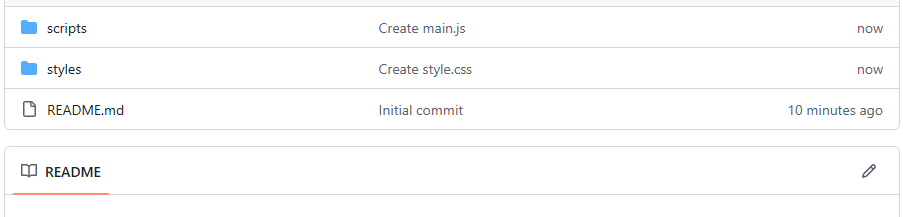 scripts Create main.js now
styles Create style.css now
README.md Initial commit 10 minutes ago
README